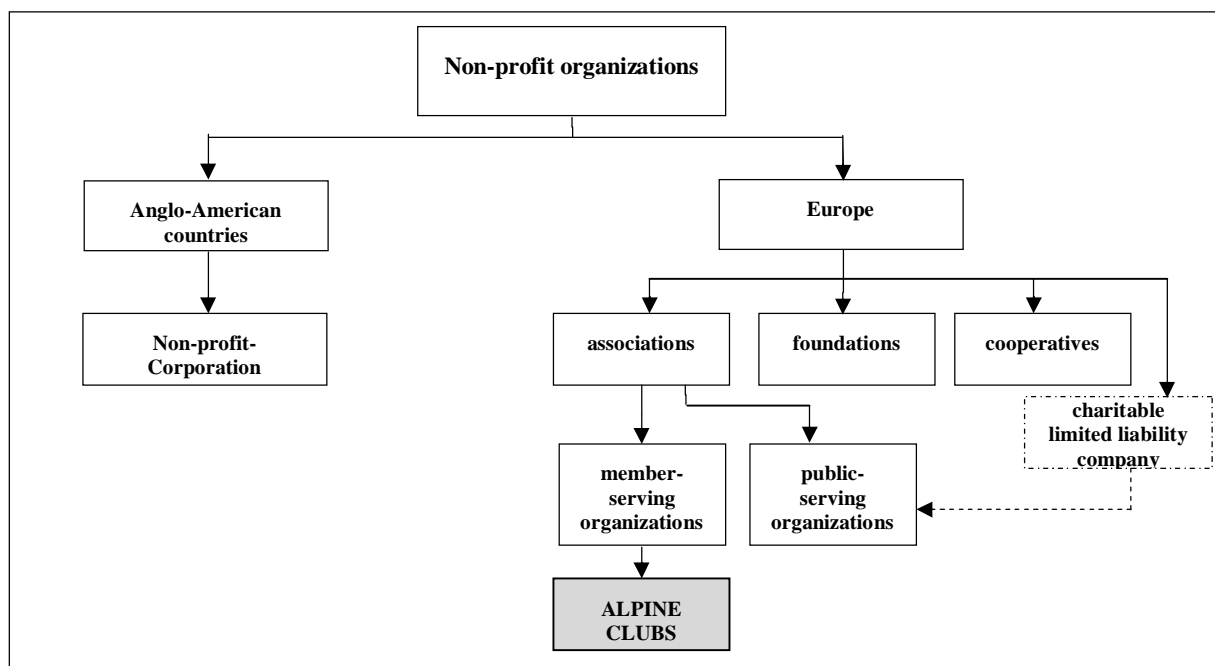 Non-profit organizations
Anglo-American
countries
Europe
Non-profit-
Corporation
associations
foundations
cooperatives
charitable
limited liability
company
member-
serving
organizations
public-
serving
organizations
ALPINE
CLUBS